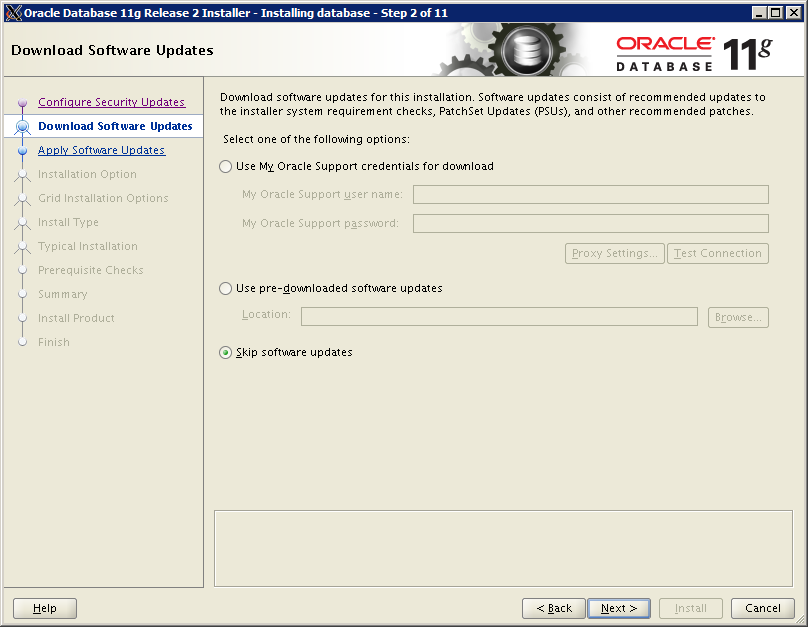 Oracle Database 11g Release 2 Installer - Installing database - Step 2 of 11
Download Software Updates
ORACLE
DATABASE
11g
Configure Security Updates
Download Software Updates
Apply Software Updates
Installation Option
Grid Installation Options
Install Type
Typical Installation
Prerequisite Checks
Summary
Install Product
Finish
Download software updates for this installation. Software updates consist of recommended updates to
the installer system requirement checks, PatchSet Updates (PSUs), and other recommended patches.
Select one of the following options:
Use My Oracle Support credentials for download
My Oracle Support user name:
My Oracle Support password:
Proxy Settings... Test Connection
Use pre-downloaded software updates
Location: Browse...
Skip software updates
Help < Back Next > Install Cancel